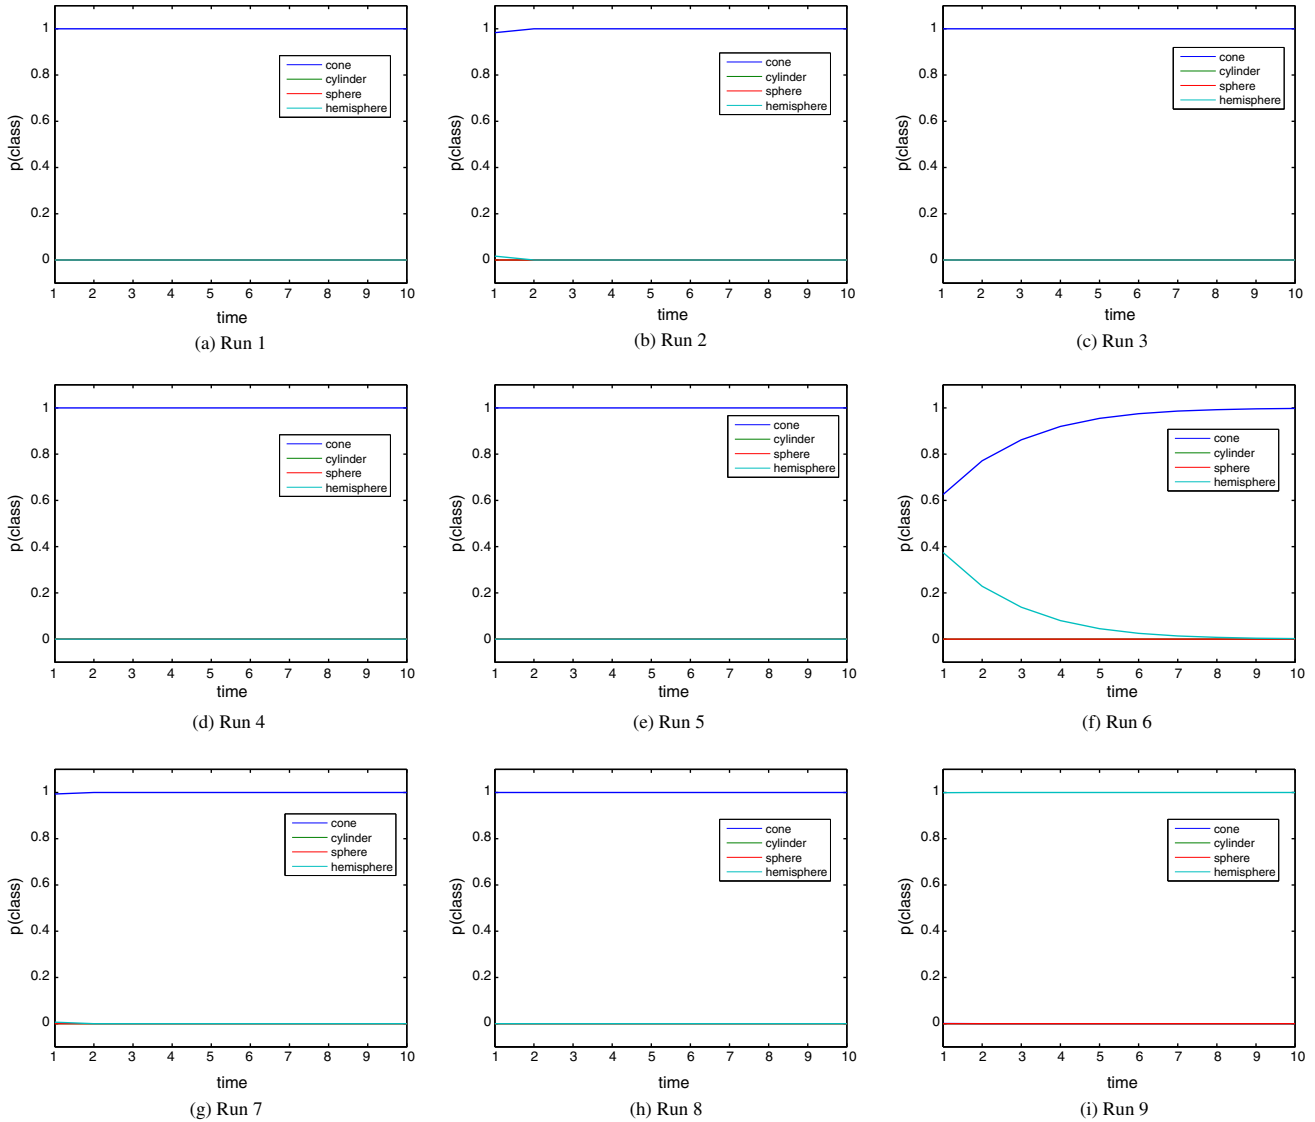 1
0.8
0.6
0.4
0.2
0
p(class)
cone
cylinder
sphere
hemisphere
1 2 3 4 5 6 7 8 9 10
time
(a) Run 1
1
0.8
0.6
0.4
0.2
0
p(class)
cone
cylinder
sphere
hemisphere
1 2 3 4 5 6 7 8 9 10
time
(b) Run 2
1
0.8
0.6
0.4
0.2
0
p(class)
cone
cylinder
sphere
hemisphere
1 2 3 4 5 6 7 8 9 10
time
(c) Run 3
1
0.8
0.6
0.4
0.2
0
p(class)
cone
cylinder
sphere
hemisphere
1 2 3 4 5 6 7 8 9 10
time
(d) Run 4
1
0.8
0.6
0.4
0.2
0
p(class)
cone
cylinder
sphere
hemisphere
1 2 3 4 5 6 7 8 9 10
time
(e) Run 5
1
0.8
0.6
0.4
0.2
0
p(class)
cone
cylinder
sphere
hemisphere
1 2 3 4 5 6 7 8 9 10
time
(f) Run 6
1
0.8
0.6
0.4
0.2
0
p(class)
cone
cylinder
sphere
hemisphere
1 2 3 4 5 6 7 8 9 10
time
(g) Run 7
1
0.8
0.6
0.4
0.2
0
p(class)
cone
cylinder
sphere
hemisphere
1 2 3 4 5 6 7 8 9 10
time
(h) Run 8
1
0.8
0.6
0.4
0.2
0
p(class)
cone
cylinder
sphere
hemisphere
1 2 3 4 5 6 7 8 9 10
time
(i) Run 9